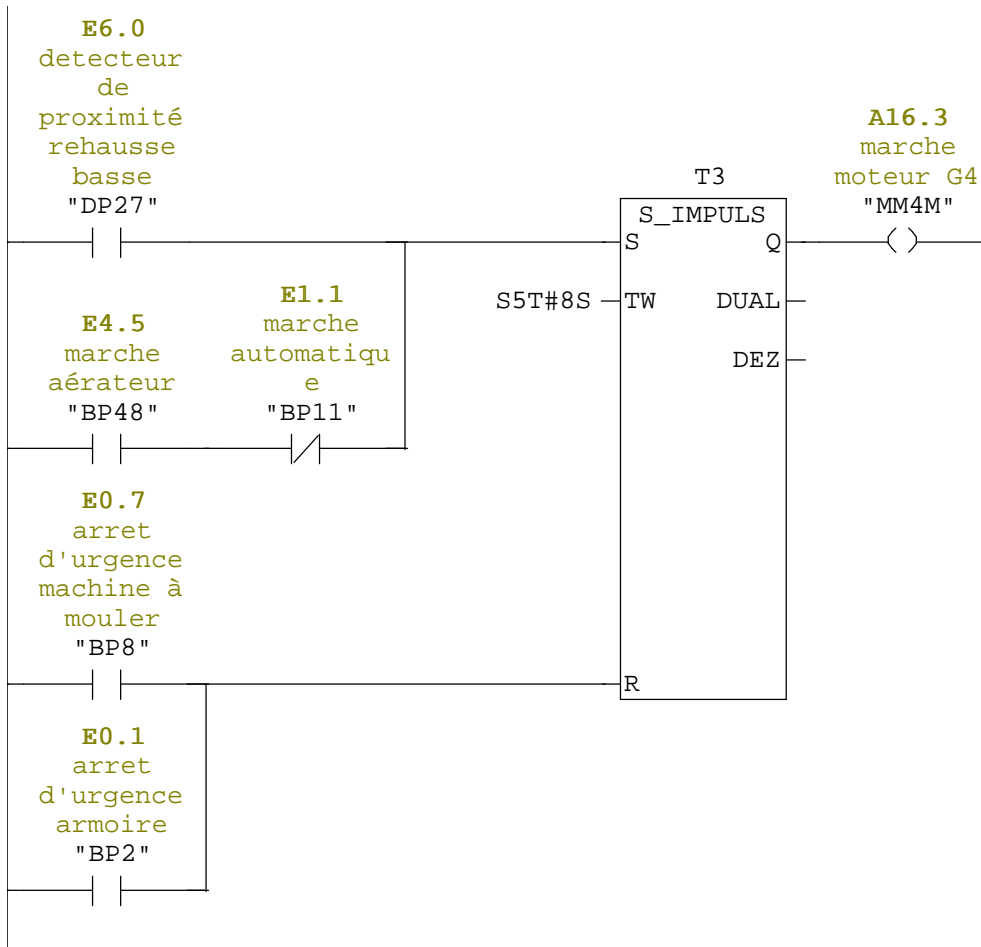 E6.0
detecteur
de
proximité
rehausse
basse
"DP27"
A16.3
marche
moteur G4
"MM4M"
T3
S_IMPULS
S
Q
S5T#8S
TW
DUAL
DEZ
E4.5
marche
aérateur
"BP48"
E1.1
marche
automatiqu
e
"BP11"
E0.7
arret
d'urgence
machine à
mouler
"BP8"
R
E0.1
arret
d'urgence
armoire
"BP2"